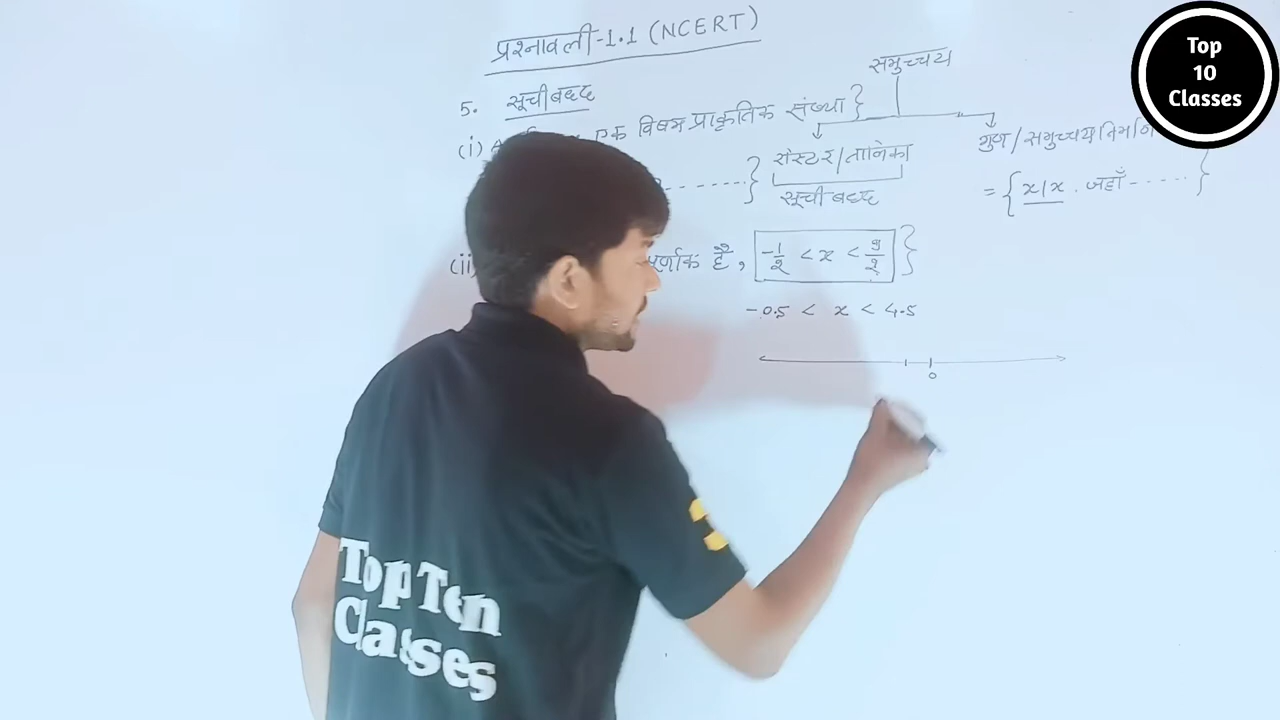 प्रश्नावली-1.1 (NCERT)
Top
10
Classes
समुच्चय
5. सूचीबद्ध
(i) एक विषम प्राकृतिक संख्या}
-------}
रोस्टर/तालिका
सूचीबद्ध
गुण/समुच्चय निर्माण
= {x/x . जहाँ ------}
(ii) है, -1/2 < x < 9/2 }
-0.5 < x < 4.5
0
Top Ten
Classes